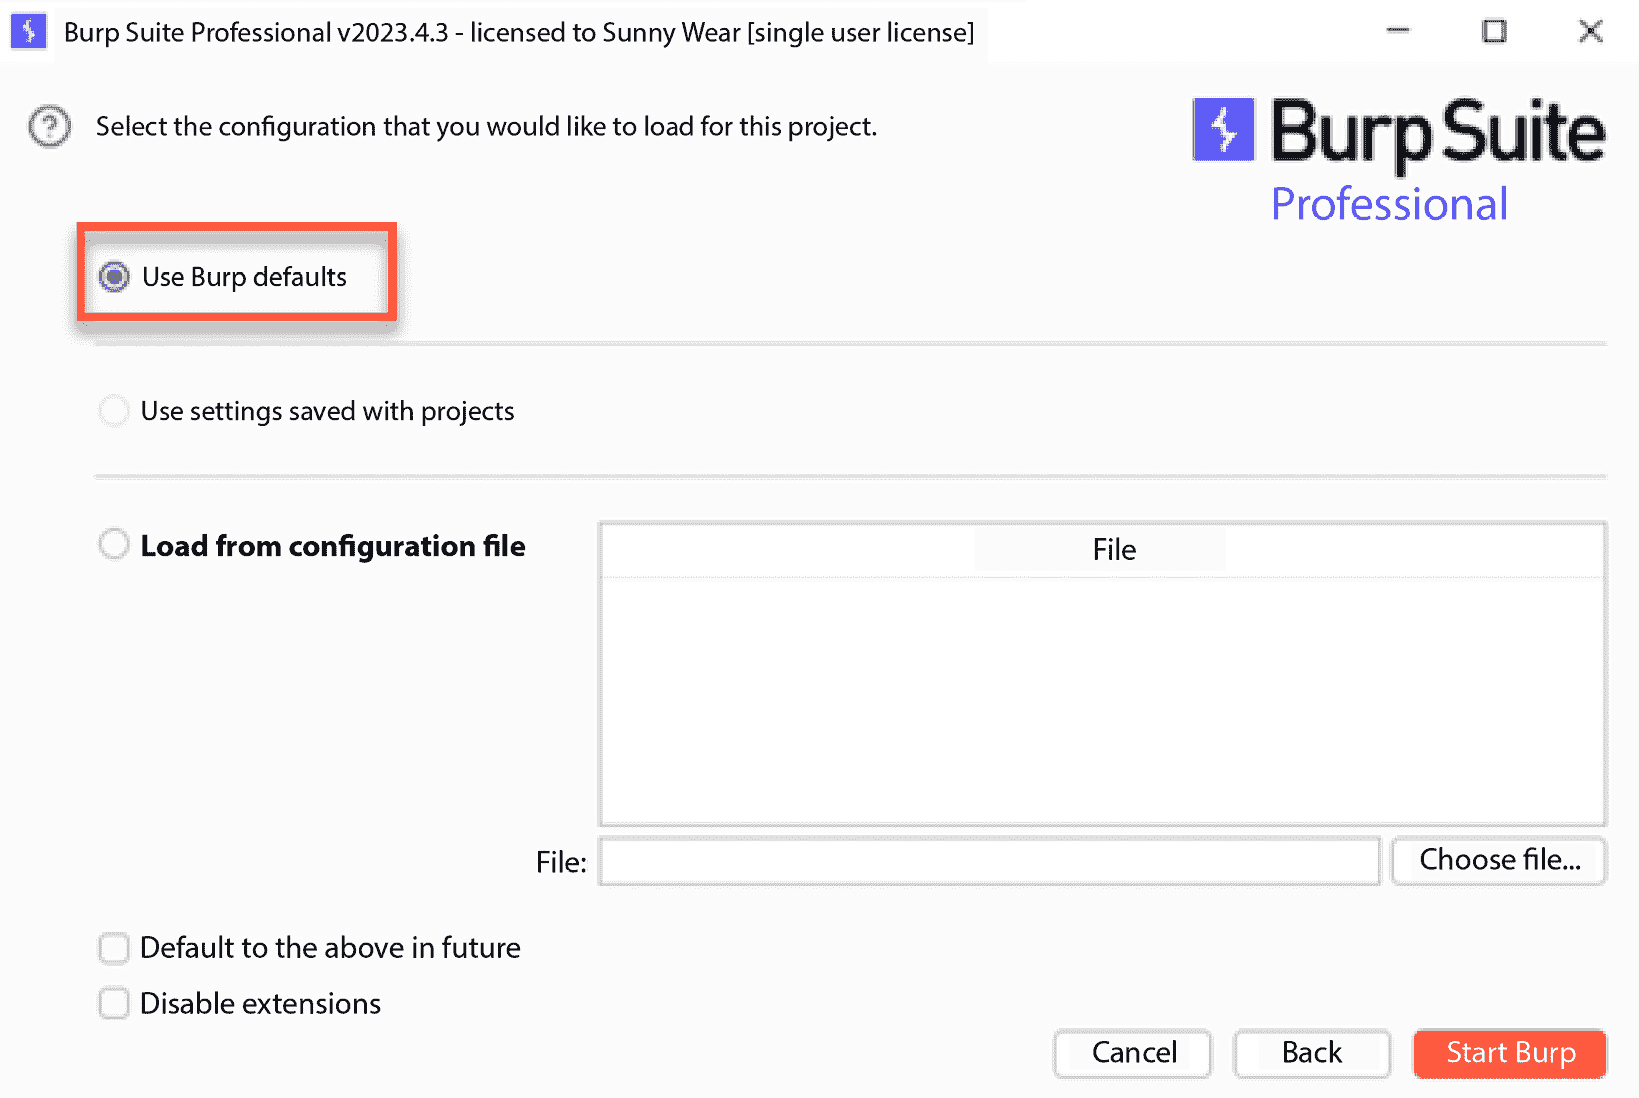 Burp Suite Professional v2023.4.3 - licensed to Sunny Wear [single user license]
?
Select the configuration that you would like to load for this project.
Burp Suite
Professional
Use Burp defaults
Use settings saved with projects
Load from configuration file
File
File:
Choose file...
Default to the above in future
Disable extensions
Cancel
Back
Start Burp